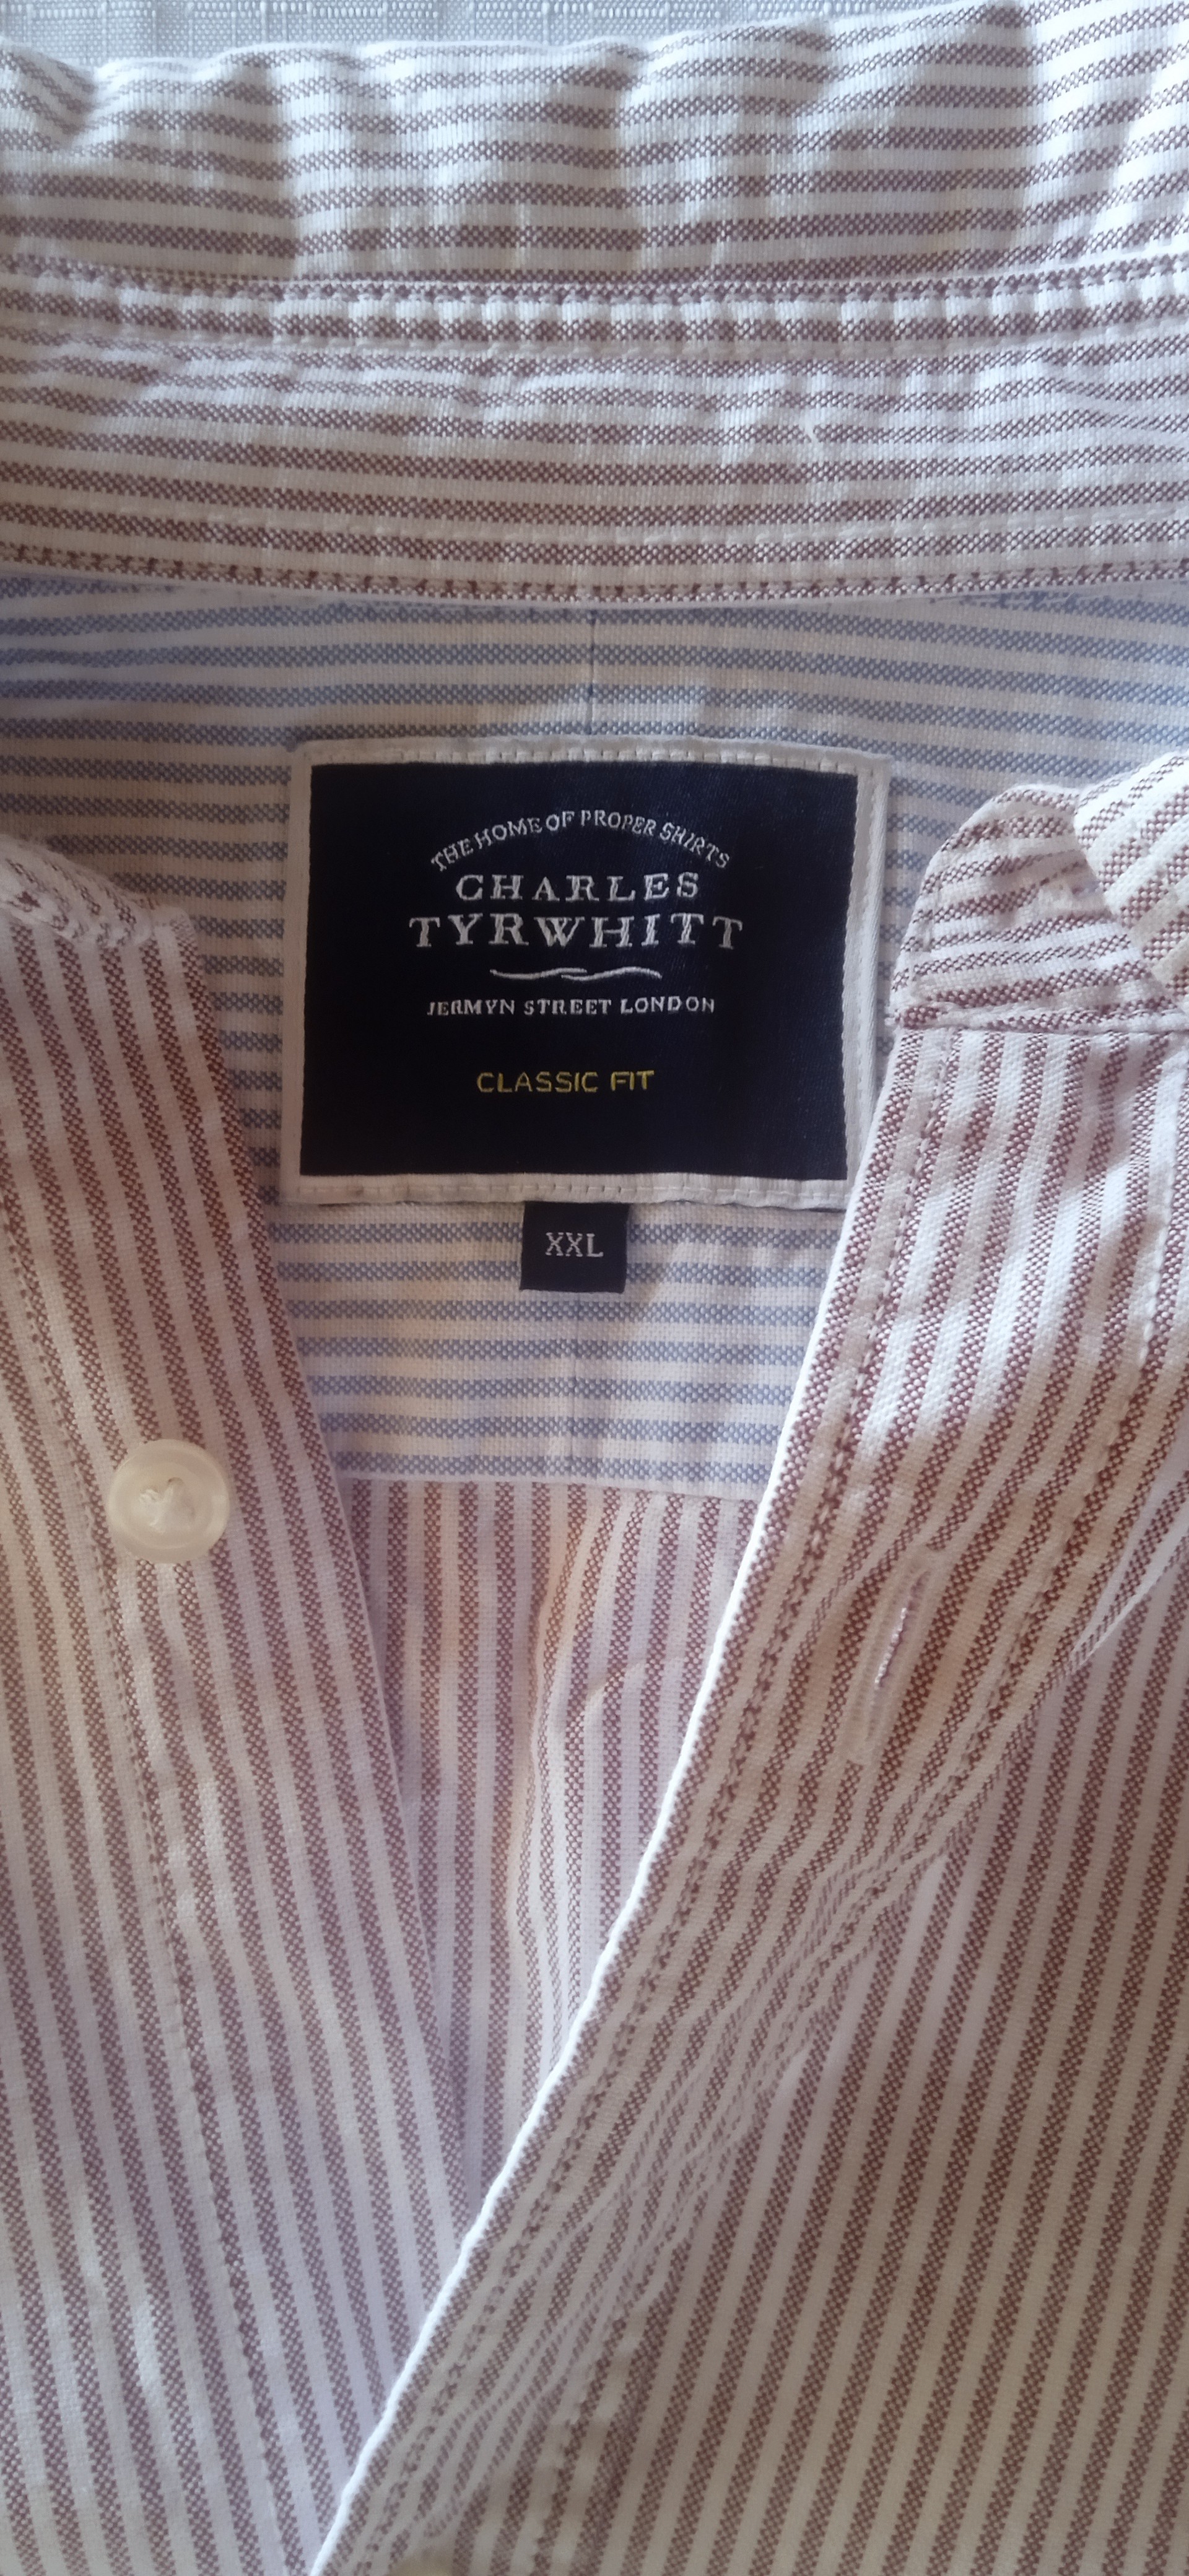 THE HOME OF PROPER SHIRTS
CHARLES
TYRWHITT
JERMYN STREET LONDON
CLASSIC FIT
XXL